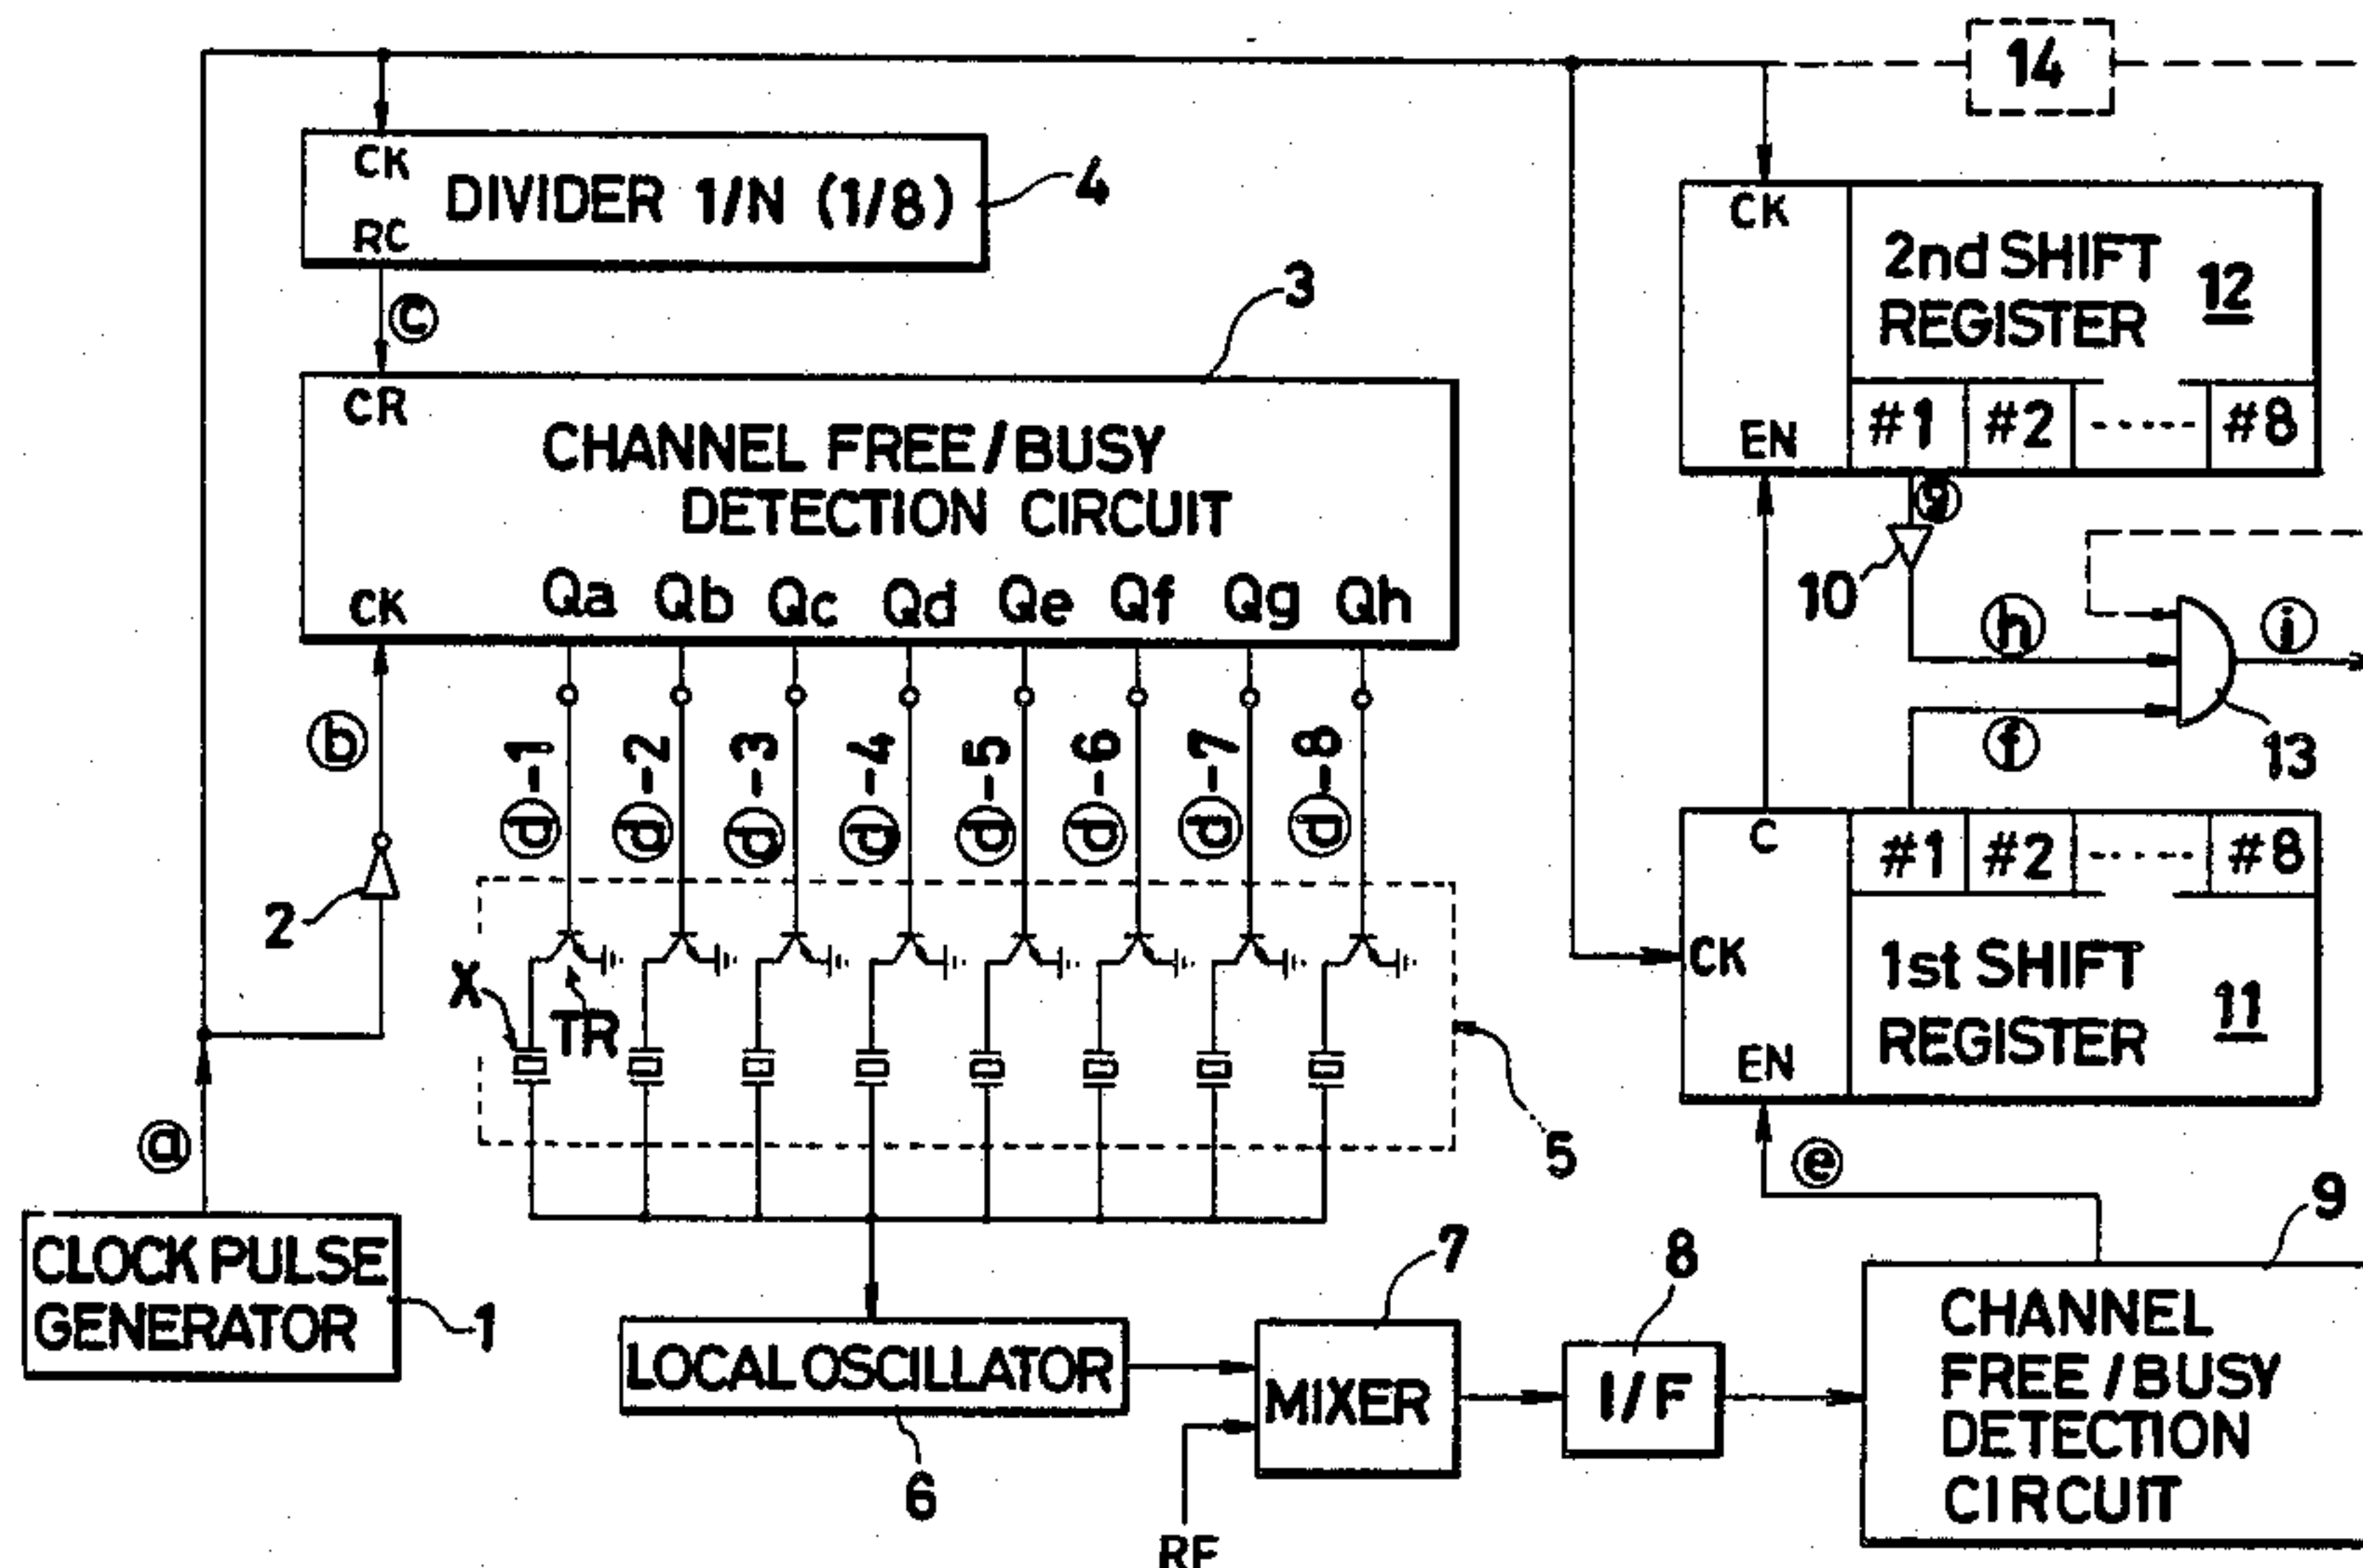 14
CK
DIVIDER 1/N (1/8)
RC
4
ⓒ
CK
2nd SHIFT
REGISTER
12
EN
#1
#2
#8
3
CR
CHANNEL FREE/BUSY
DETECTION CIRCUIT
CK
Qa
Qb
Qc
Qd
Qe
Qf
Qg
Qh
ⓖ
10
ⓗ
ⓘ
ⓕ
13
ⓑ
ⓓ-1
ⓓ-2
ⓓ-3
ⓓ-4
ⓓ-5
ⓓ-6
ⓓ-7
ⓓ-8
2
X
TR
5
C
#1
#2
#8
CK
1st SHIFT
REGISTER
11
EN
ⓔ
ⓐ
CLOCK PULSE
GENERATOR
1
LOCAL OSCILLATOR
6
7
MIXER
RF
8
I/F
9
CHANNEL
FREE/BUSY
DETECTION
CIRCUIT